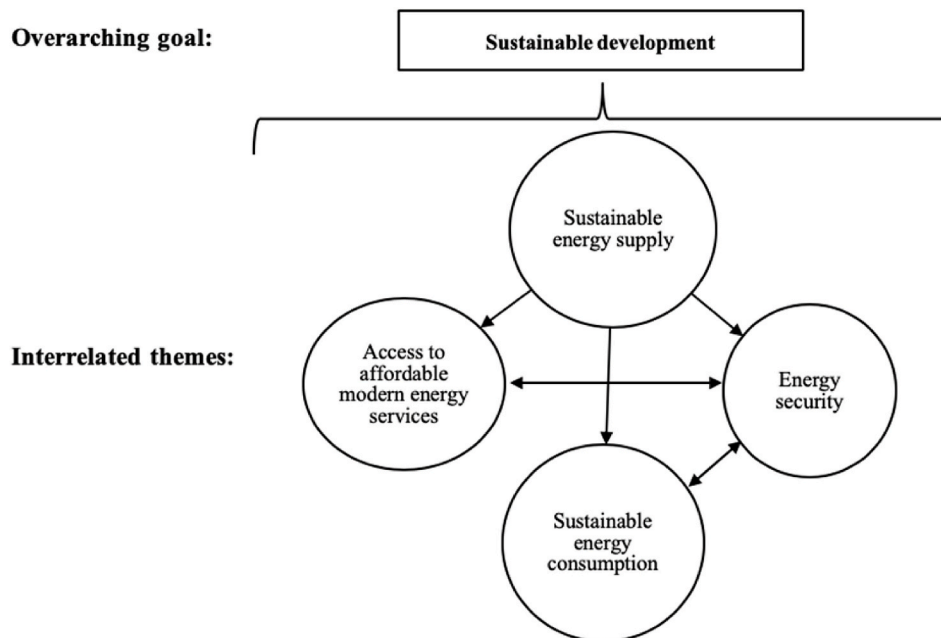 Overarching goal:
Sustainable development
Sustainable
energy supply
Interrelated themes:
Access to
affordable
modern energy
services
Energy
security
Sustainable
energy
consumption